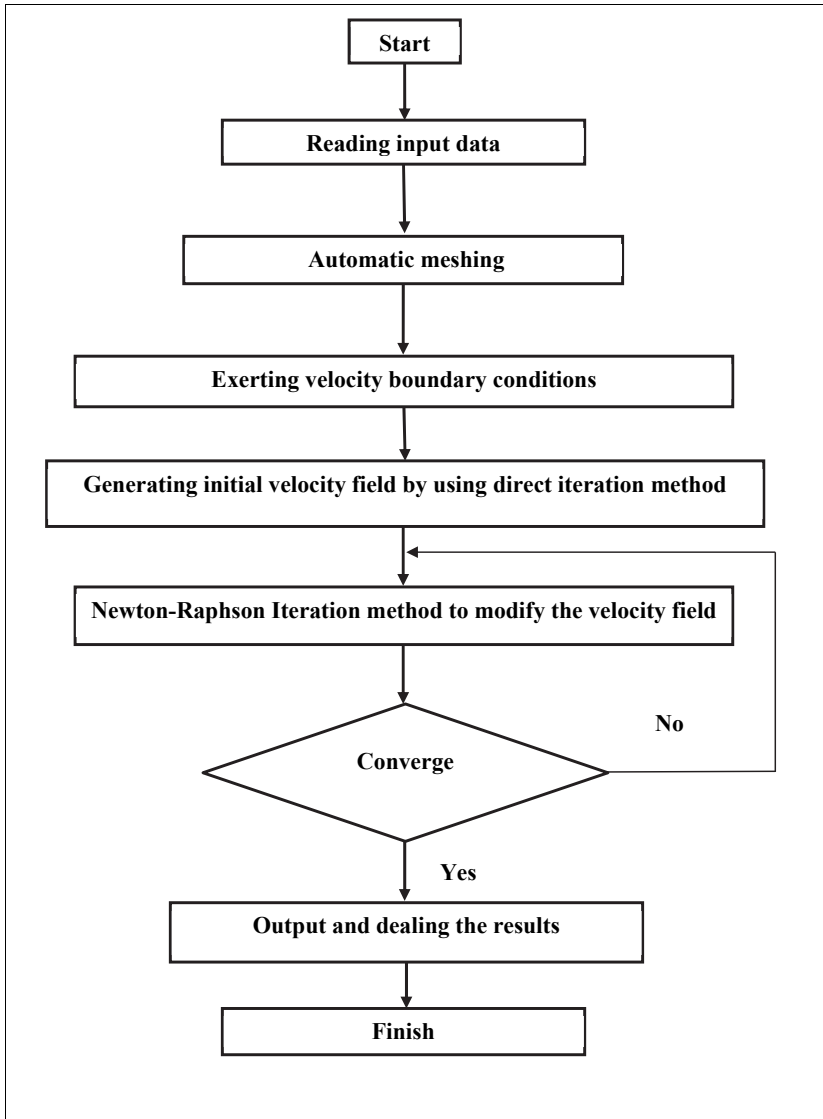 Start
Reading input data
Automatic meshing
Exerting velocity boundary conditions
Generating initial velocity field by using direct iteration method
Newton-Raphson Iteration method to modify the velocity field
No
Converge
Yes
Output and dealing the results
Finish